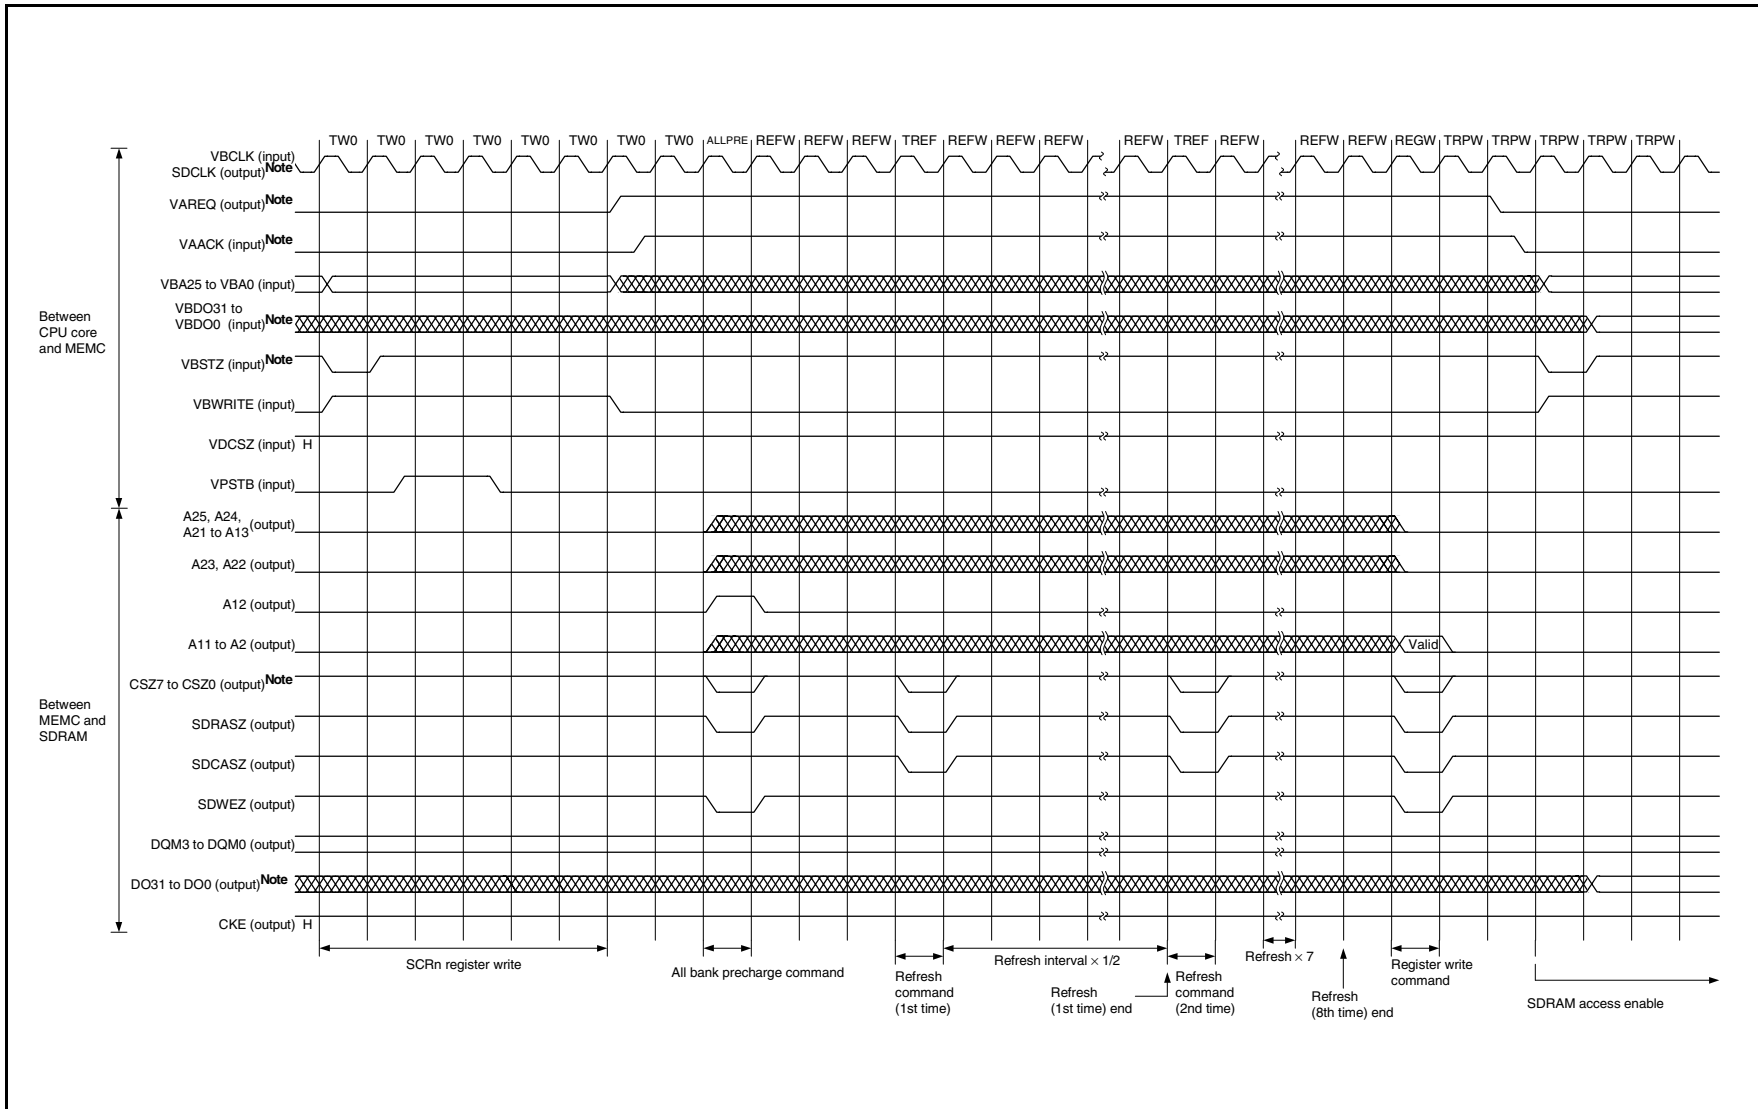 TW0 TW0 TW0 TW0 TW0 TW0 TW0 TW0 ALLPRE REFW REFW REFW TREF REFW REFW REFW REFW TREF REFW REFW REFW REGW TRPW TRPW TRPW TRPW TRPW
VBCLK (input)
SDCLK (output)Note
VAREQ (output)Note
VAACK (input)Note
VBA25 to VBA0 (input)
VBDO31 to
VBDO0 (input)Note
Between
CPU core
and MEMC
VBSTZ (input)Note
VBWRITE (input)
VDCSZ (input) H
VPSTB (input)
A25, A24,
A21 to A13 (output)
A23, A22 (output)
A12 (output)
A11 to A2 (output) Valid
CSZ7 to CSZ0 (output)Note
Between
MEMC and
SDRAM
SDRASZ (output)
SDCASZ (output)
SDWEZ (output)
DQM3 to DQM0 (output)
DO31 to DO0 (output)Note
CKE (output) H
SCRn register write
All bank precharge command
Refresh
command
(1st time)
Refresh interval × 1/2
Refresh
(1st time) end
Refresh
command
(2nd time)
Refresh × 7
Refresh
(8th time) end
Register write
command
SDRAM access enable